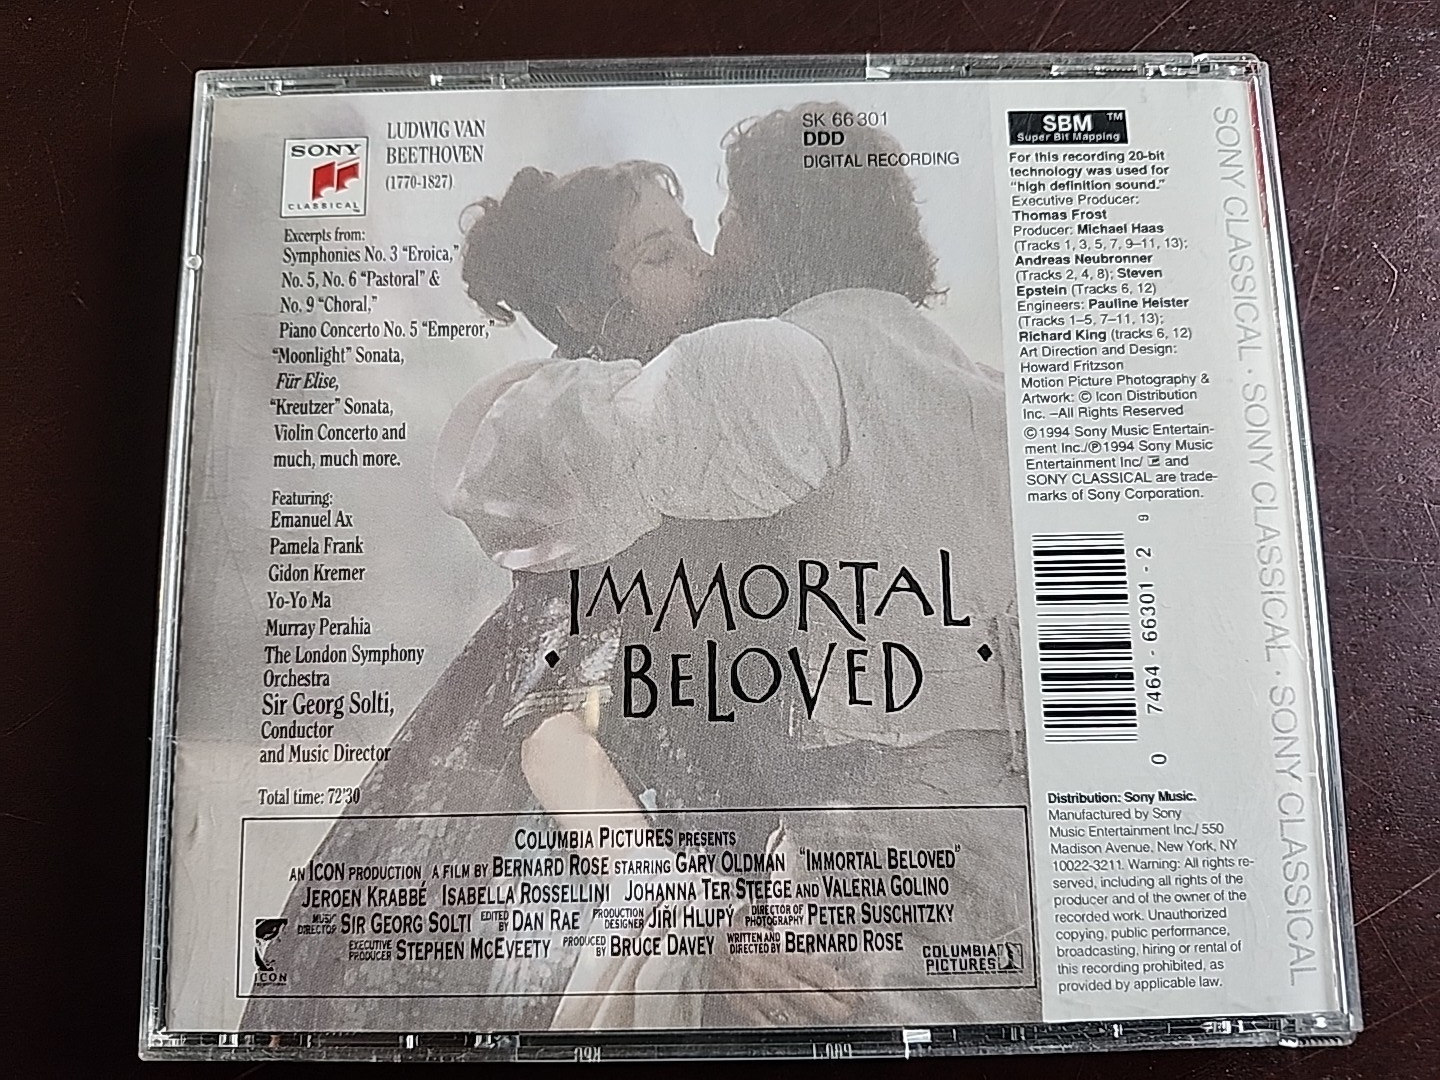 SONY
CLASSICAL
LUDWIG VAN
BEETHOVEN
(1770-1827)
Excerpts from:
Symphonies No. 3 "Eroica,"
No. 5, No. 6 "Pastoral" &
No. 9 "Choral,"
Piano Concerto No. 5 "Emperor,"
"Moonlight" Sonata,
Für Elise,
"Kreutzer" Sonata,
Violin Concerto and
much, much more.
Featuring:
Emanuel Ax
Pamela Frank
Gidon Kremer
Yo-Yo Ma
Murray Perahia
The London Symphony
Orchestra
Sir Georg Solti,
Conductor
and Music Director
Total time: 72'30
SK 66301
DDD
DIGITAL RECORDING
IMMORTAL
· BELOVED ·
COLUMBIA PICTURES PRESENTS
AN ICON PRODUCTION A FILM BY BERNARD ROSE STARRING GARY OLDMAN "IMMORTAL BELOVED"
JEROEN KRABBÉ ISABELLA ROSSELLINI JOHANNA TER STEEGE AND VALERIA GOLINO
MUSIC DIRECTOR SIR GEORG SOLTI EDITED BY DAN RAE PRODUCTION DESIGNER JIŘÍ HLUPÝ DIRECTOR OF PHOTOGRAPHY PETER SUSCHITZKY
EXECUTIVE PRODUCER STEPHEN MCEVEETY PRODUCED BY BRUCE DAVEY WRITTEN AND DIRECTED BY BERNARD ROSE
ICON
COLUMBIA
PICTURES
SBM™
Super Bit Mapping
For this recording 20-bit
technology was used for
"high definition sound."
Executive Producer:
Thomas Frost
Producer: Michael Haas
(Tracks 1, 3, 5, 7, 9–11, 13);
Andreas Neubronner
(Tracks 2, 4, 8); Steven
Epstein (Tracks 6, 12)
Engineers: Pauline Heister
(Tracks 1–5, 7–11, 13);
Richard King (tracks 6, 12)
Art Direction and Design:
Howard Fritzson
Motion Picture Photography &
Artwork: © Icon Distribution
Inc. –All Rights Reserved
©1994 Sony Music Entertain-
ment Inc./℗1994 Sony Music
Entertainment Inc/ and
SONY CLASSICAL are trade-
marks of Sony Corporation.
0 7464 - 66301 - 2 9
Distribution: Sony Music.
Manufactured by Sony
Music Entertainment Inc./ 550
Madison Avenue, New York, NY
10022-3211. Warning: All rights re-
served, including all rights of the
producer and of the owner of the
recorded work. Unauthorized
copying, public performance,
broadcasting, hiring or rental of
this recording prohibited, as
provided by applicable law.
SONY CLASSICAL · SONY CLASSICAL · SONY CLASSICAL